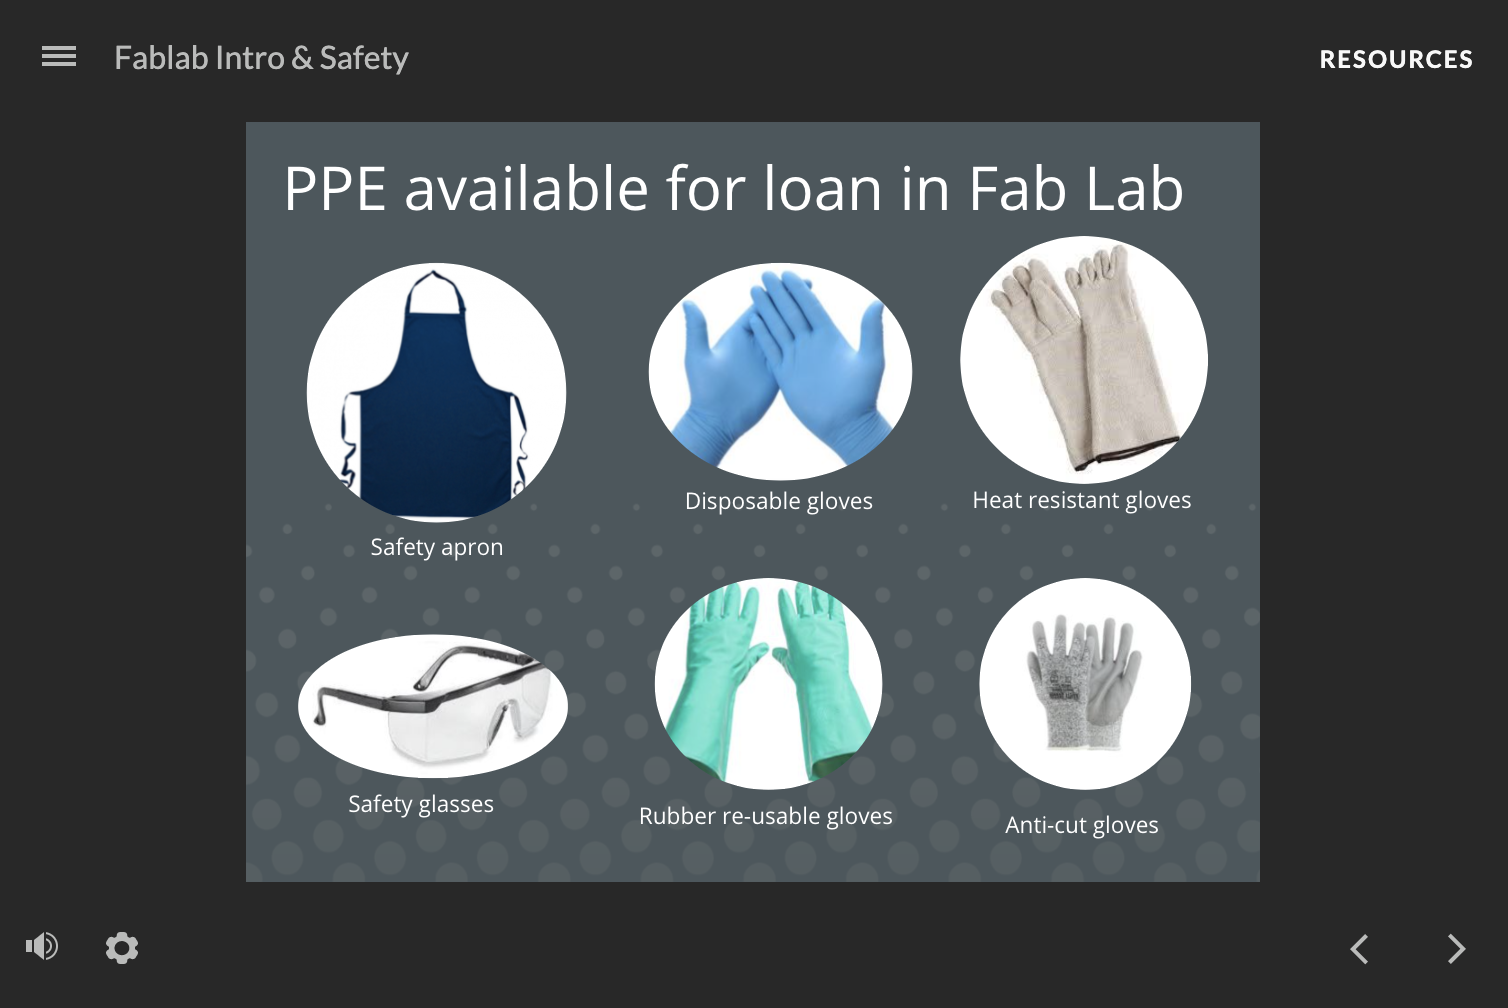 Fablab Intro & Safety
RESOURCES
PPE available for loan in Fab Lab
Safety apron
Disposable gloves
Heat resistant gloves
Safety glasses
Rubber re-usable gloves
Anti-cut gloves